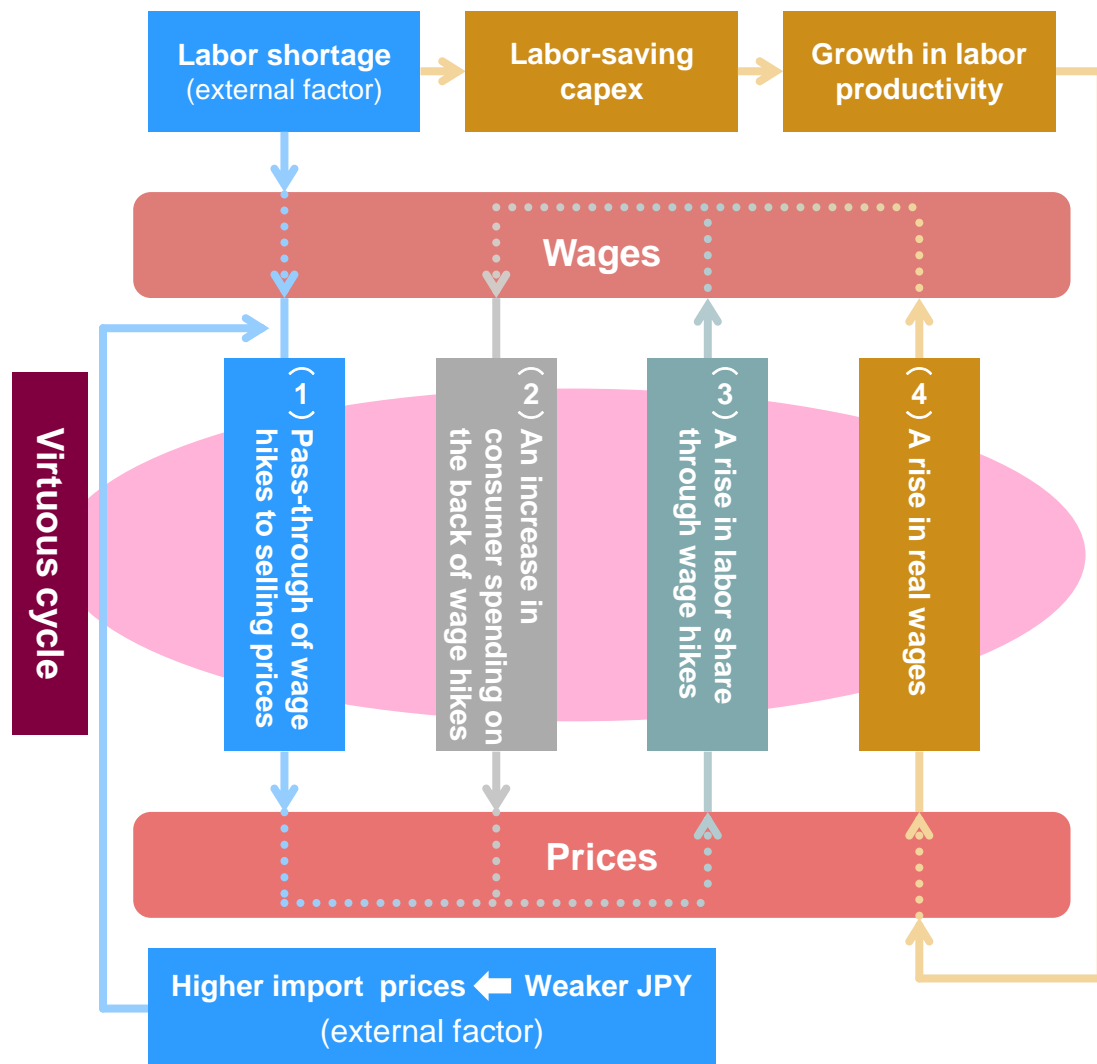 Labor shortage
(external factor)
Labor-saving
capex
Growth in labor
productivity
Wages
Virtuous cycle
(1) Pass-through of wage
hikes to selling prices
(2) An increase in
consumer spending on
the back of wage hikes
(3) A rise in labor share
through wage hikes
(4) A rise in real wages
Prices
Higher import prices Weaker JPY
(external factor)